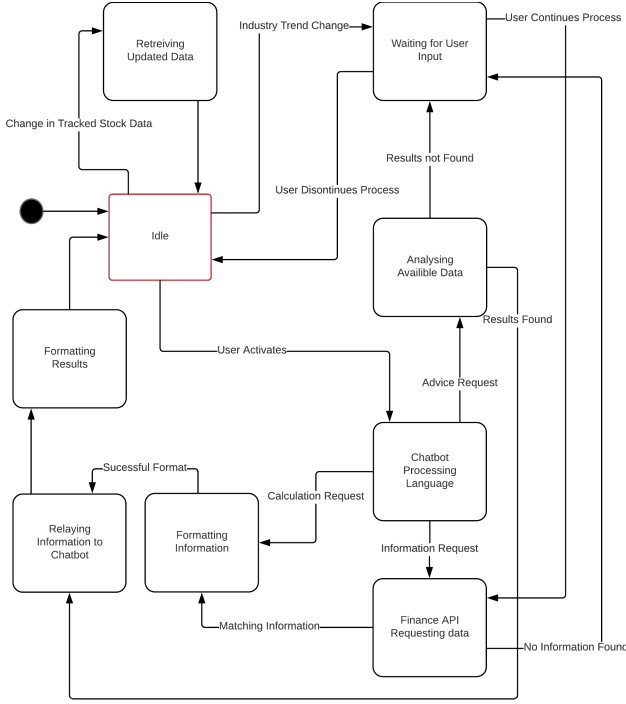 User Continues Process
Industry Trend Change
Retreiving
Updated Data
Waiting for User
Input
Change in Tracked Stock Data
Results not Found
User Disontinues Process
Idle
Analysing
Availible Data
Results Found
Formatting
Results
User Activates
Advice Request
Chatbot
Processing
Language
Sucessful Format
Calculation Request
Relaying
Information to
Chatbot
Formatting
Information
Information Request
Finance API
Requesting data
Matching Information
No Information Found